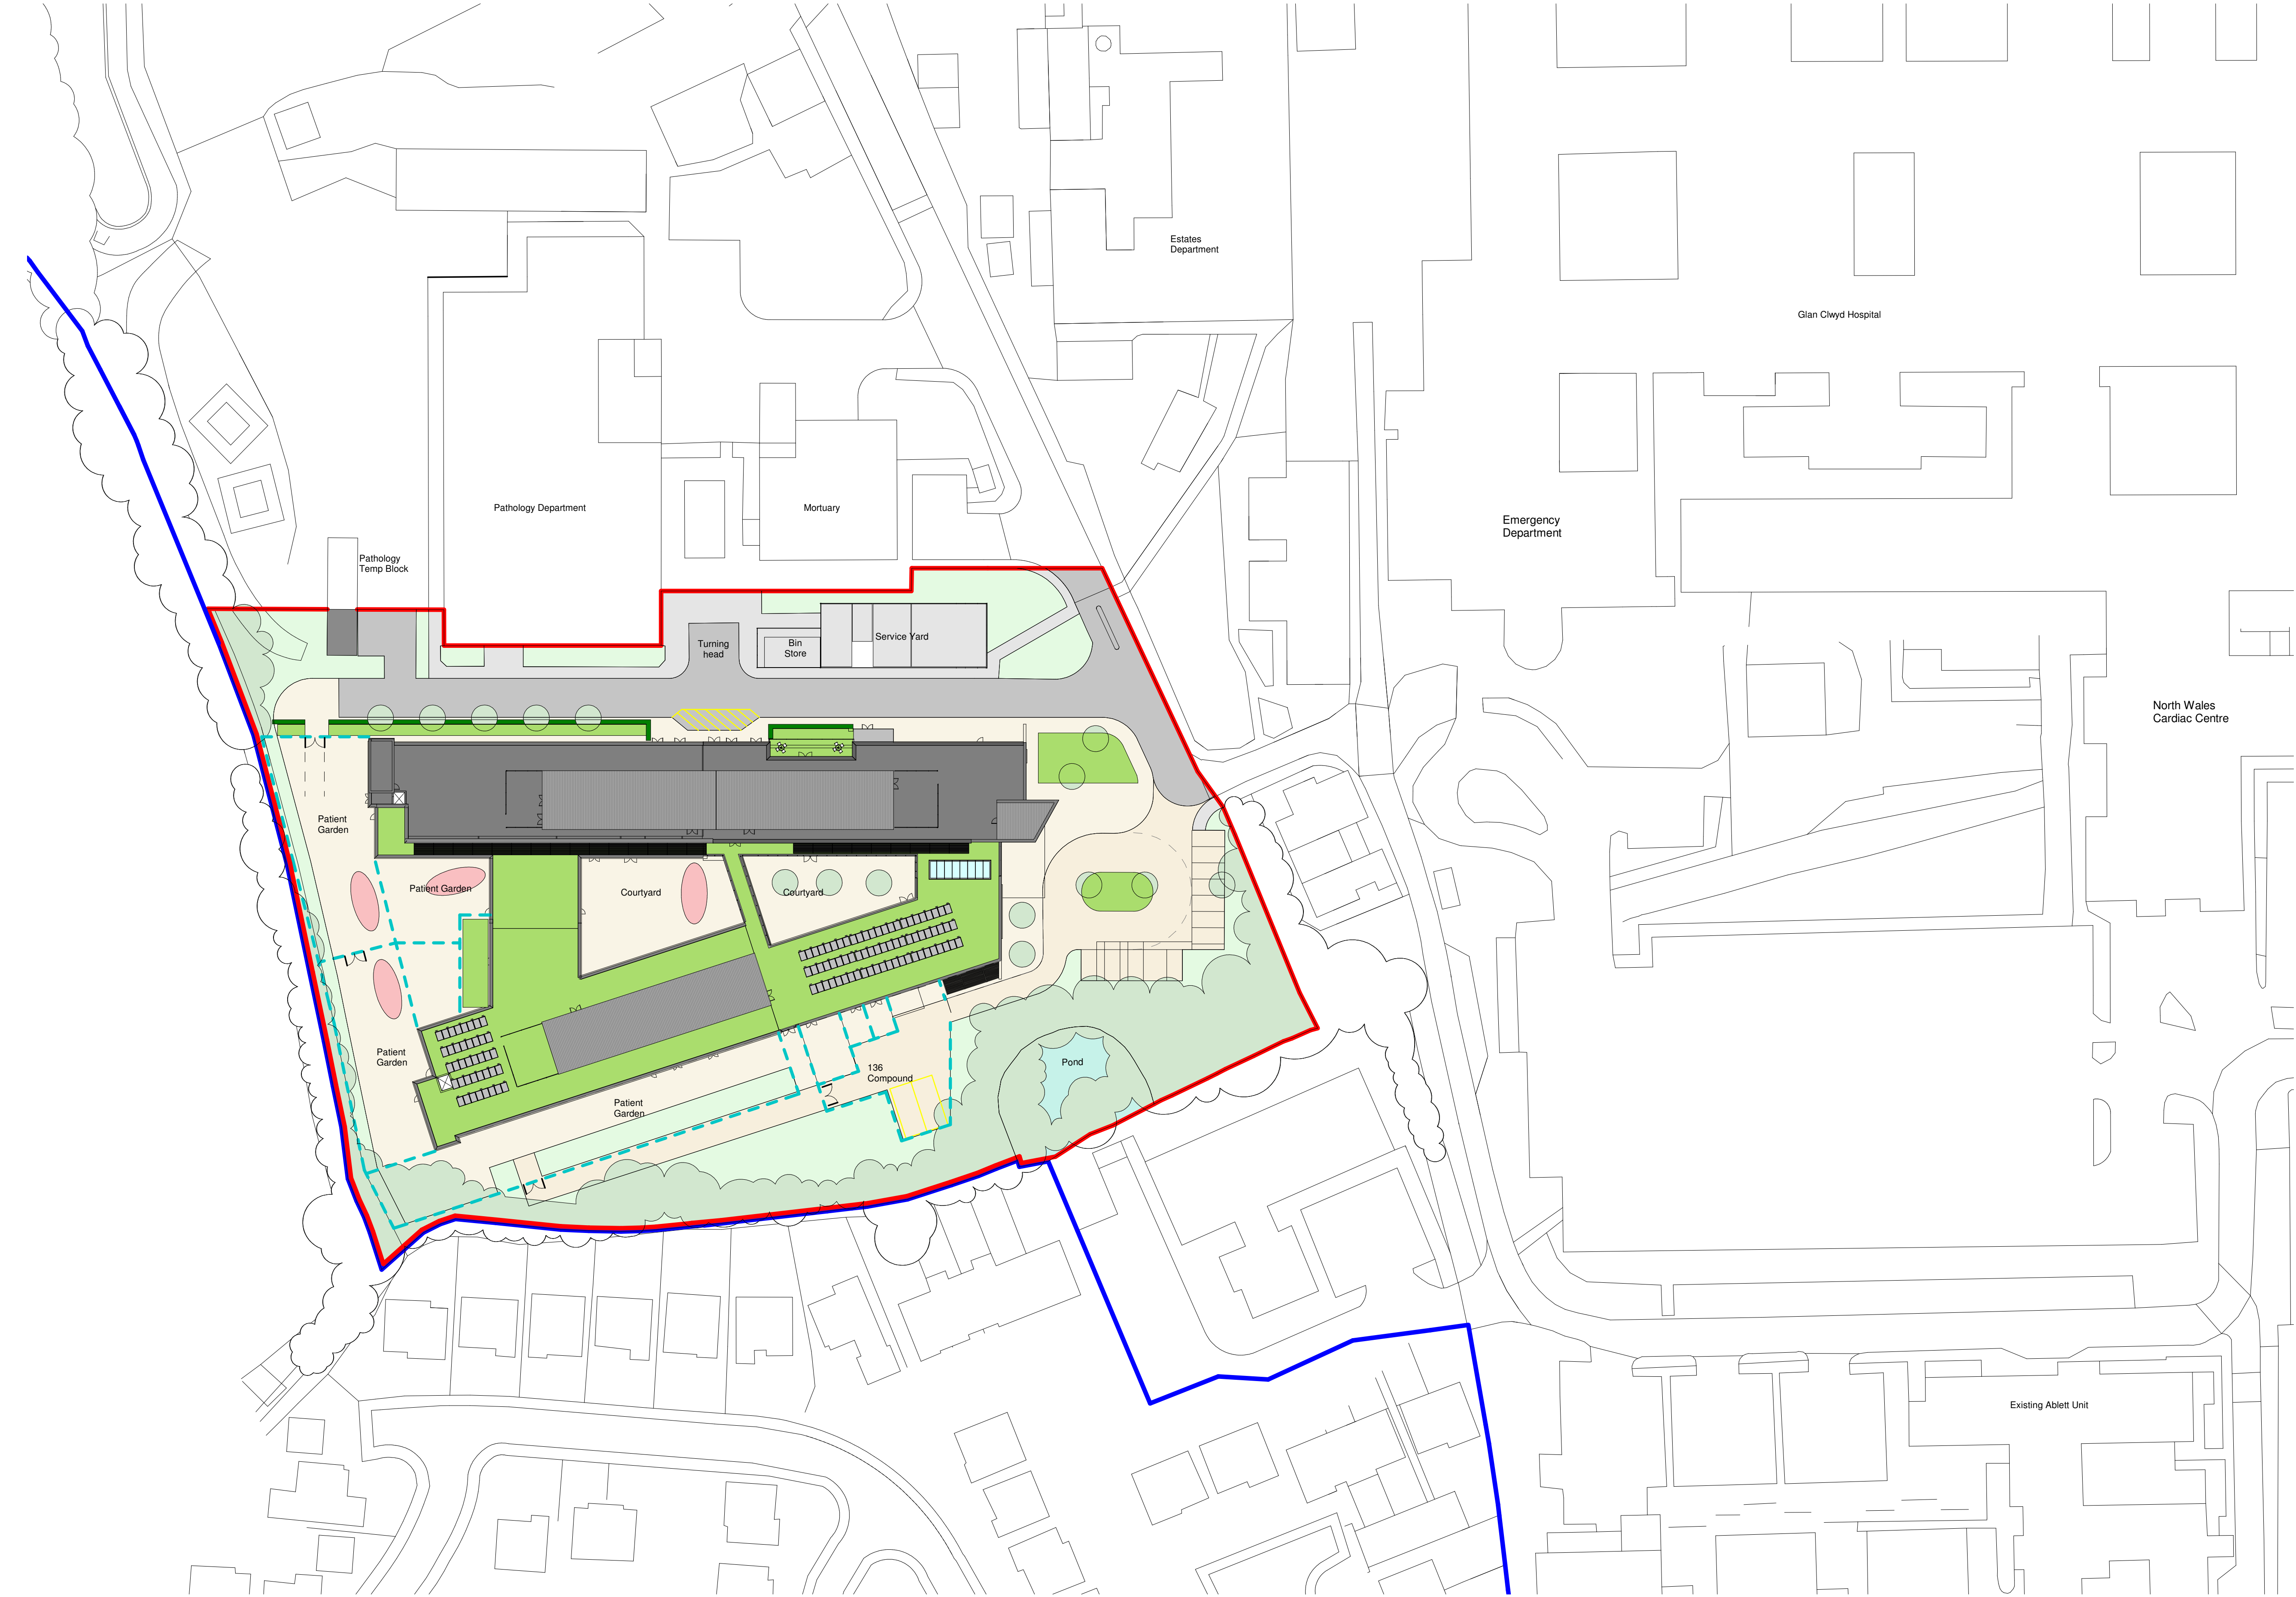 Estates
Department
Glan Clwyd Hospital
Pathology Department
Mortuary
Emergency
Department
Pathology
Temp Block
Turning
head
Bin
Store
Service Yard
North Wales
Cardiac Centre
Patient
Garden
Patient Garden
Courtyard
Courtyard
Patient
Garden
136
Compound
Pond
Patient
Garden
Existing Ablett Unit